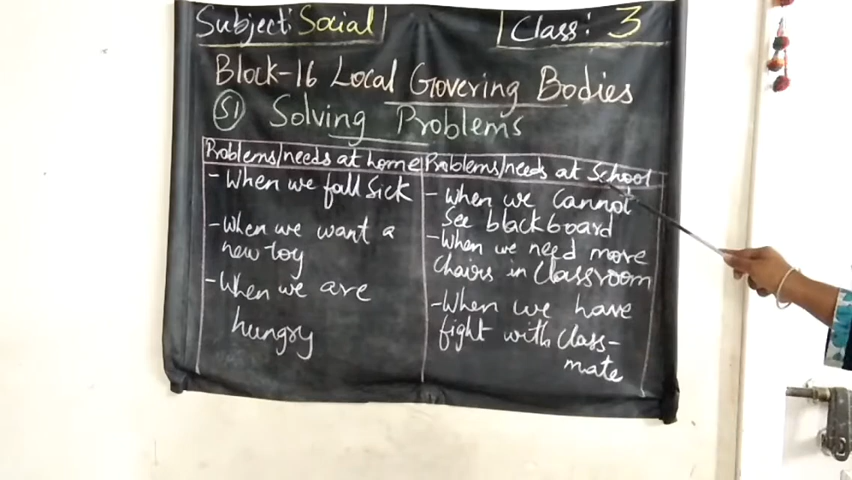 Subject: Social
Class: 3
Block-16 Local Govering Bodies
S1 Solving Problems
Problems/needs at home
- When we fall Sick
- When we want a
new toy
- When we are
hungry
Problems/needs at School
- When we cannot
See blackboard
- When we need more
Chairs in Classroom
- When we have
fight with Class-
mate